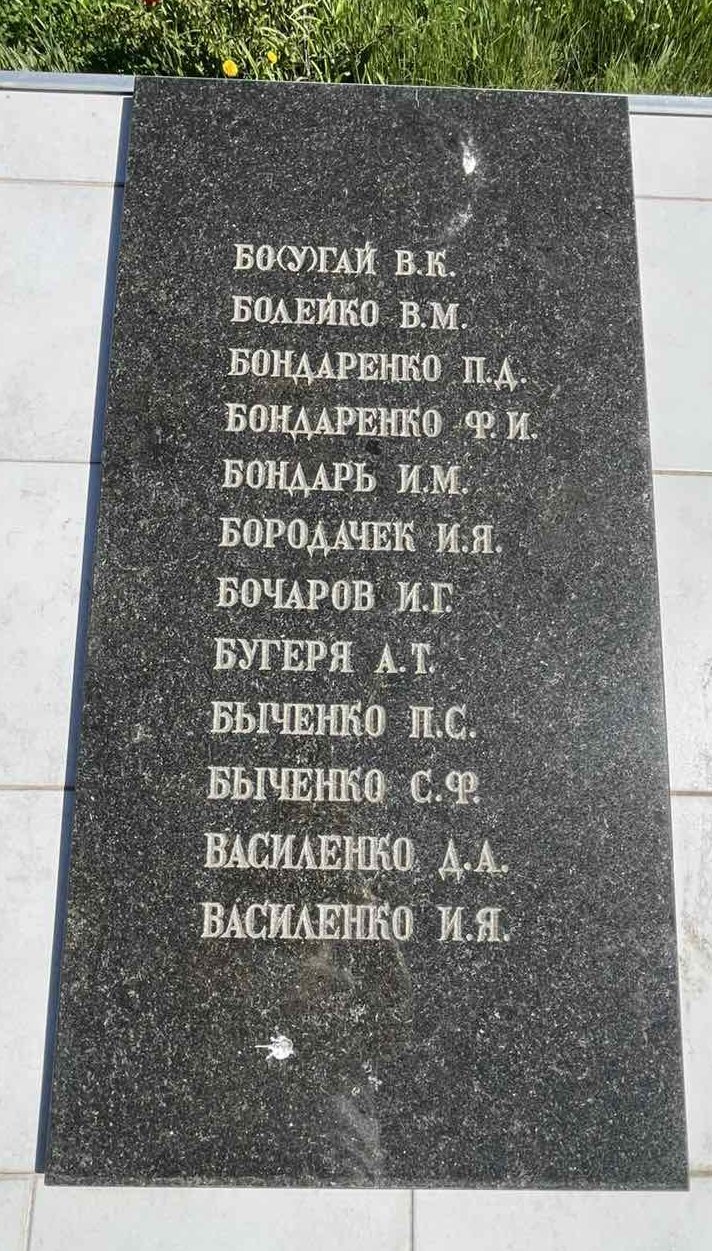 БО(У)ГАЙ В.К.
БОЛЕЙКО В.М.
БОНДАРЕНКО П.Д.
БОНДАРЕНКО Ф.И.
БОНДАРЬ И.М.
БОРОДАЧЕК И.Я.
БОЧАРОВ И.Г.
БУГЕРЯ А.Т.
БЫЧЕНКО П.С.
БЫЧЕНКО С.Ф.
ВАСИЛЕНКО Д.А.
ВАСИЛЕНКО И.Я.